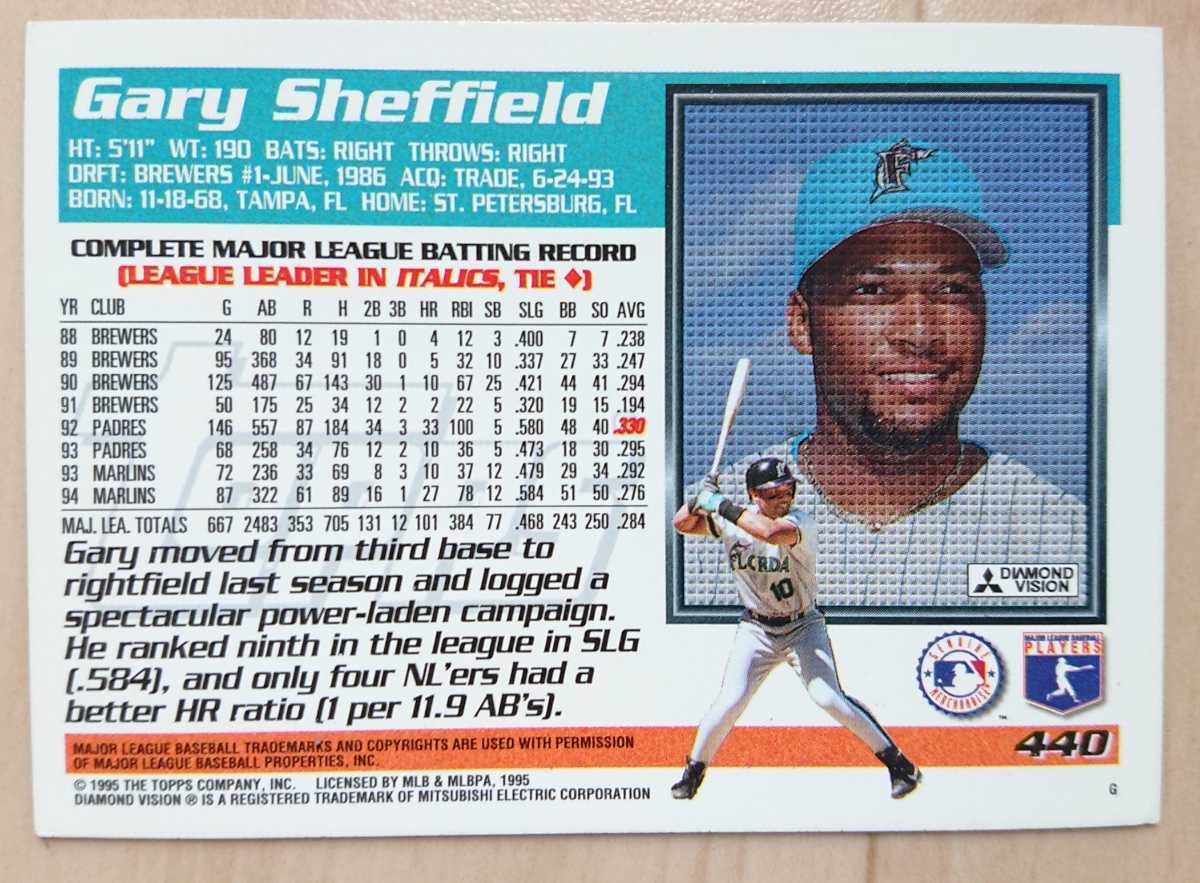 Gary Sheffield
HT: 5'11" WT: 190 BATS: RIGHT THROWS: RIGHT
DRFT: BREWERS #1-JUNE, 1986 ACQ: TRADE, 6-24-93
BORN: 11-18-68, TAMPA, FL HOME: ST. PETERSBURG, FL
COMPLETE MAJOR LEAGUE BATTING RECORD
(LEAGUE LEADER IN ITALICS, TIE ♦)
YR CLUB G AB R H 2B 3B HR RBI SB SLG BB SO AVG
88 BREWERS 24 80 12 19 1 0 4 12 3 .400 7 7 .238
89 BREWERS 95 368 34 91 18 0 5 32 10 .337 27 33 .247
90 BREWERS 125 487 67 143 30 1 10 67 25 .421 44 41 .294
91 BREWERS 50 175 25 34 12 2 2 22 5 .320 19 15 .194
92 PADRES 146 557 87 184 34 3 33 100 5 .580 48 40 .330
93 PADRES 68 258 34 76 12 2 10 36 5 .473 18 30 .295
93 MARLINS 72 236 33 69 8 3 10 37 12 .479 29 34 .292
94 MARLINS 87 322 61 89 16 1 27 78 12 .584 51 50 .276
MAJ. LEA. TOTALS 667 2483 353 705 131 12 101 384 77 .468 243 250 .284
Gary moved from third base to
rightfield last season and logged a
spectacular power-laden campaign.
He ranked ninth in the league in SLG
(.584), and only four NL'ers had a
better HR ratio (1 per 11.9 AB's).
F
FLORIDA
10
DIAMOND
VISION
GENUINE
MERCHANDISE
TM
MAJOR LEAGUE BASEBALL
PLAYERS
MAJOR LEAGUE BASEBALL TRADEMARKS AND COPYRIGHTS ARE USED WITH PERMISSION
OF MAJOR LEAGUE BASEBALL PROPERTIES, INC.
440
© 1995 THE TOPPS COMPANY, INC. LICENSED BY MLB & MLBPA, 1995
DIAMOND VISION ® IS A REGISTERED TRADEMARK OF MITSUBISHI ELECTRIC CORPORATION
G